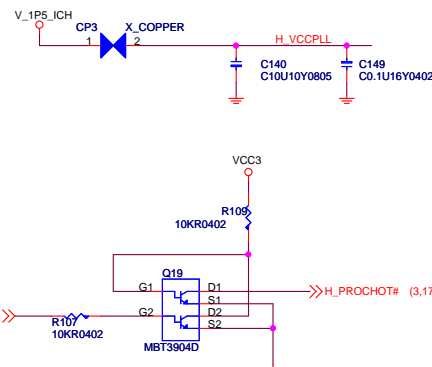 V_1P5_ICH
CP3 X_COPPER
1 2
H_VCCPLL
C140
C10U10Y0805
C149
C0.1U16Y0402
VCC3
R109
10KR0402
Q19
G1 D1
S1
G2 D2
S2
H_PROCHOT# (3,17
R107
10KR0402
MBT3904D